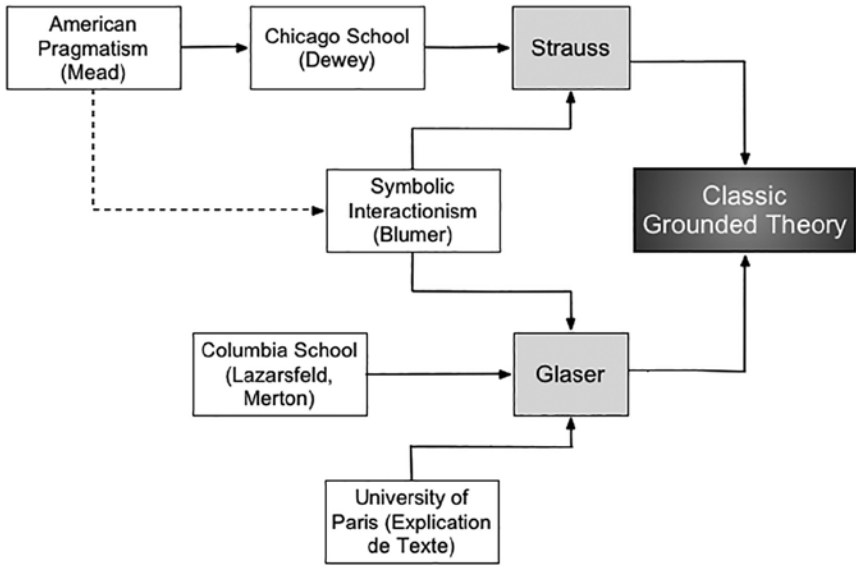 American
Pragmatism
(Mead)
Chicago School
(Dewey)
Strauss
Symbolic
Interactionism
(Blumer)
Classic
Grounded Theory
Columbia School
(Lazarsfeld,
Merton)
Glaser
University of
Paris (Explication
de Texte)